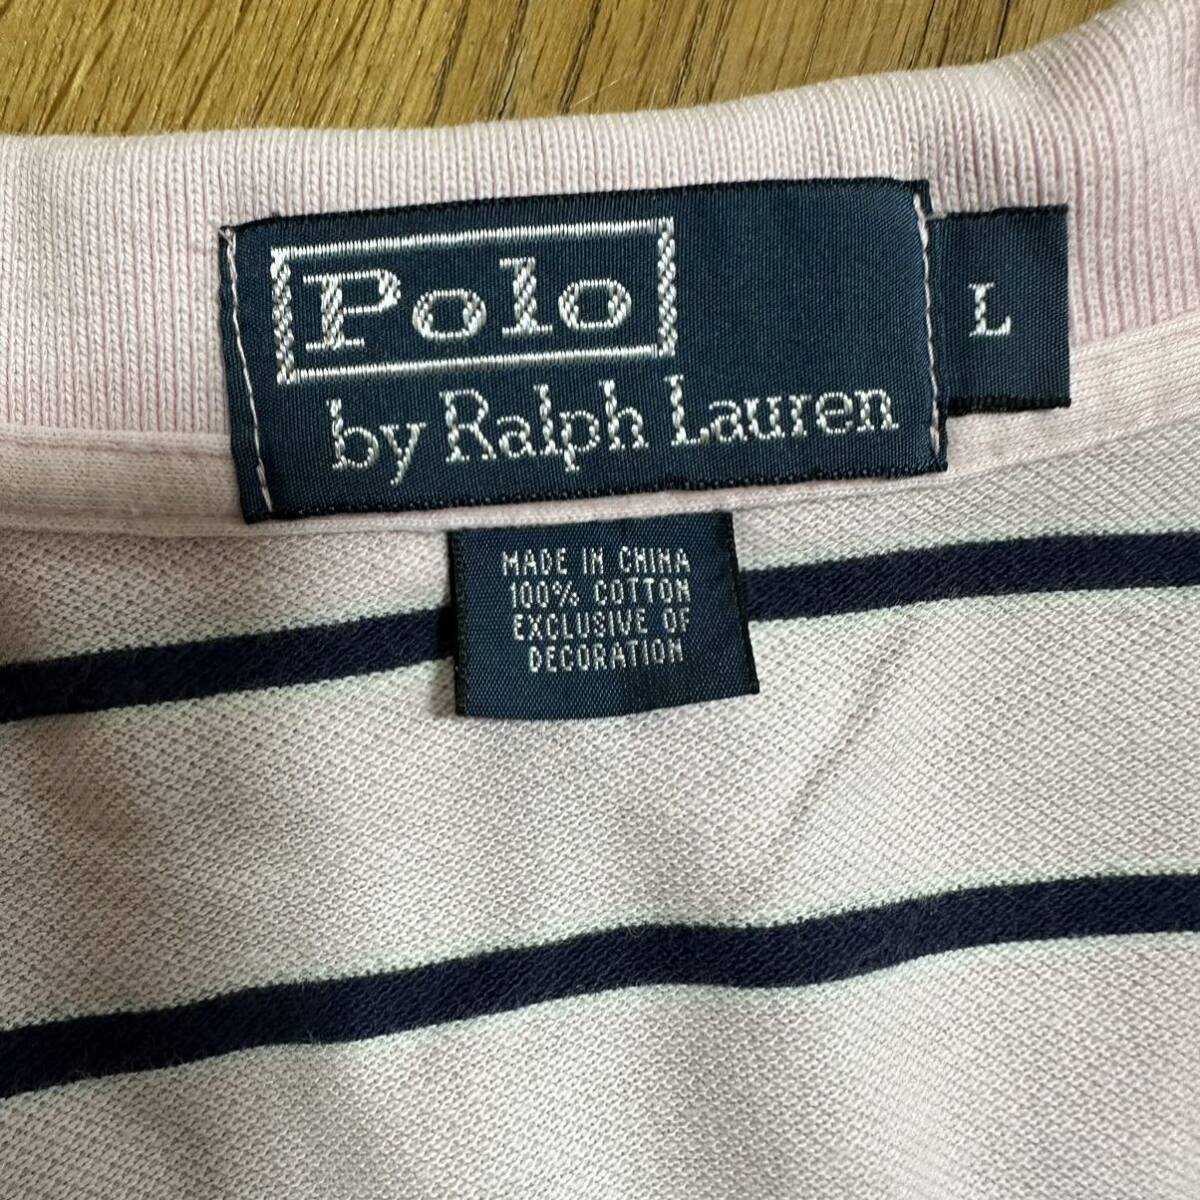 Polo
by Ralph Lauren
L
MADE IN CHINA
100% COTTON
EXCLUSIVE OF
DECORATION